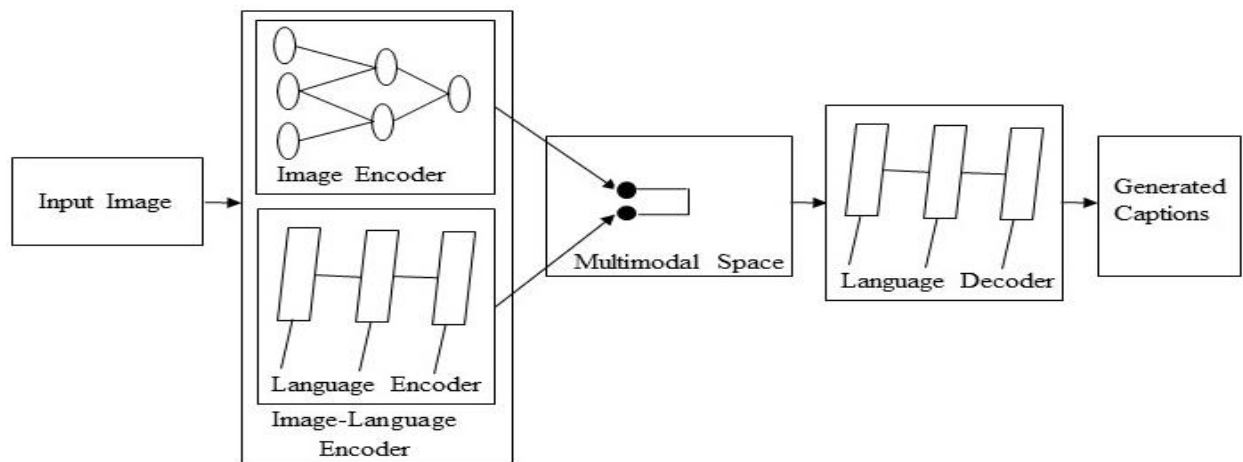 Input Image
Image Encoder
Language Encoder
Image-Language
Encoder
Multimodal Space
Language Decoder
Generated
Captions